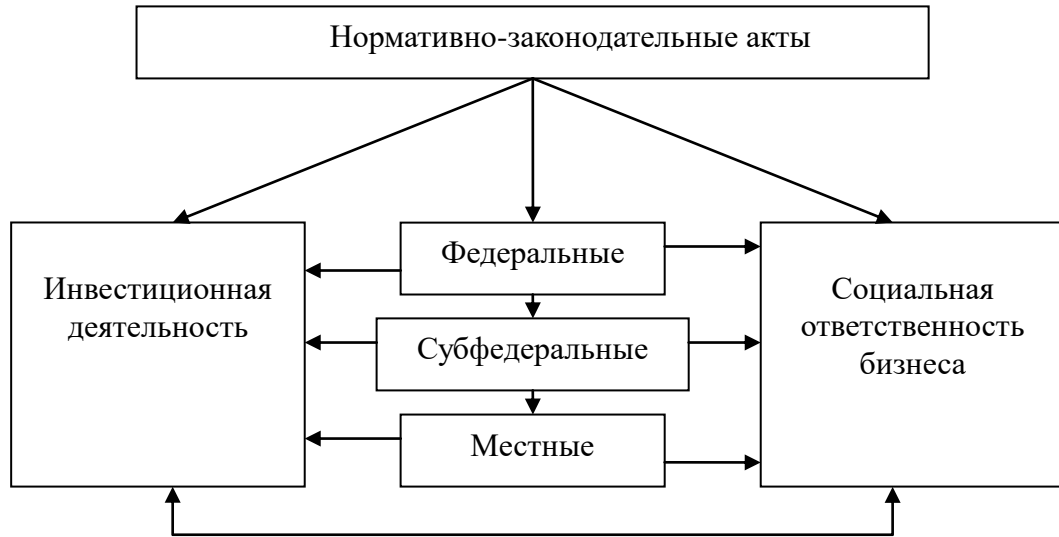 Нормативно-законодательные акты
Инвестиционная
деятельность
Федеральные
Субфедеральные
Местные
Социальная
ответственность
бизнеса